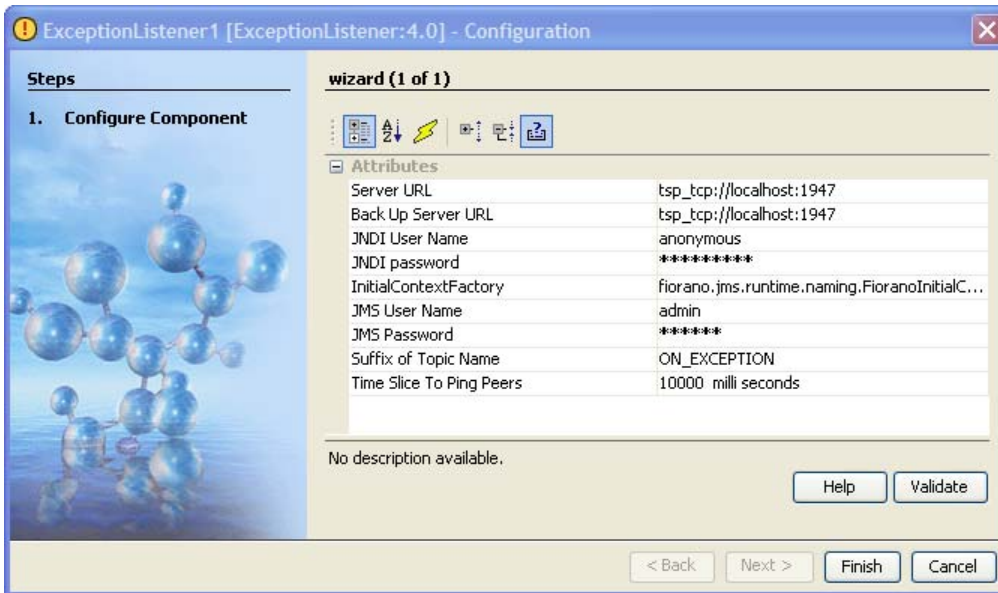 ExceptionListener1 [ExceptionListener:4.0] - Configuration
Steps
1. Configure Component
wizard (1 of 1)
Attributes
Server URL tsp_tcp://localhost:1947
Back Up Server URL tsp_tcp://localhost:1947
JNDI User Name anonymous
JNDI password *********
InitialContextFactory fiorano.jms.runtime.naming.FioranoInitialC...
JMS User Name admin
JMS Password ******
Suffix of Topic Name ON_EXCEPTION
Time Slice To Ping Peers 10000 milli seconds
No description available.
Help Validate
< Back Next > Finish Cancel